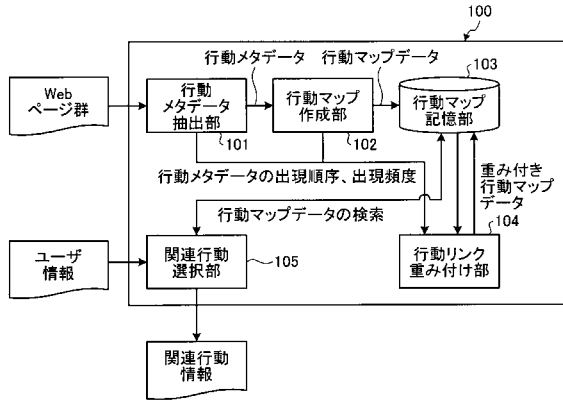 100
行動メタデータ
行動マップデータ
103
Web
ページ群
行動
メタデータ
抽出部
101
行動マップ
作成部
102
行動マップ
記憶部
行動メタデータの出現順序、出現頻度
重み付き
行動マップ
データ
行動マップデータの検索
104
ユーザ
情報
関連行動
選択部
105
行動リンク
重み付け部
関連行動
情報